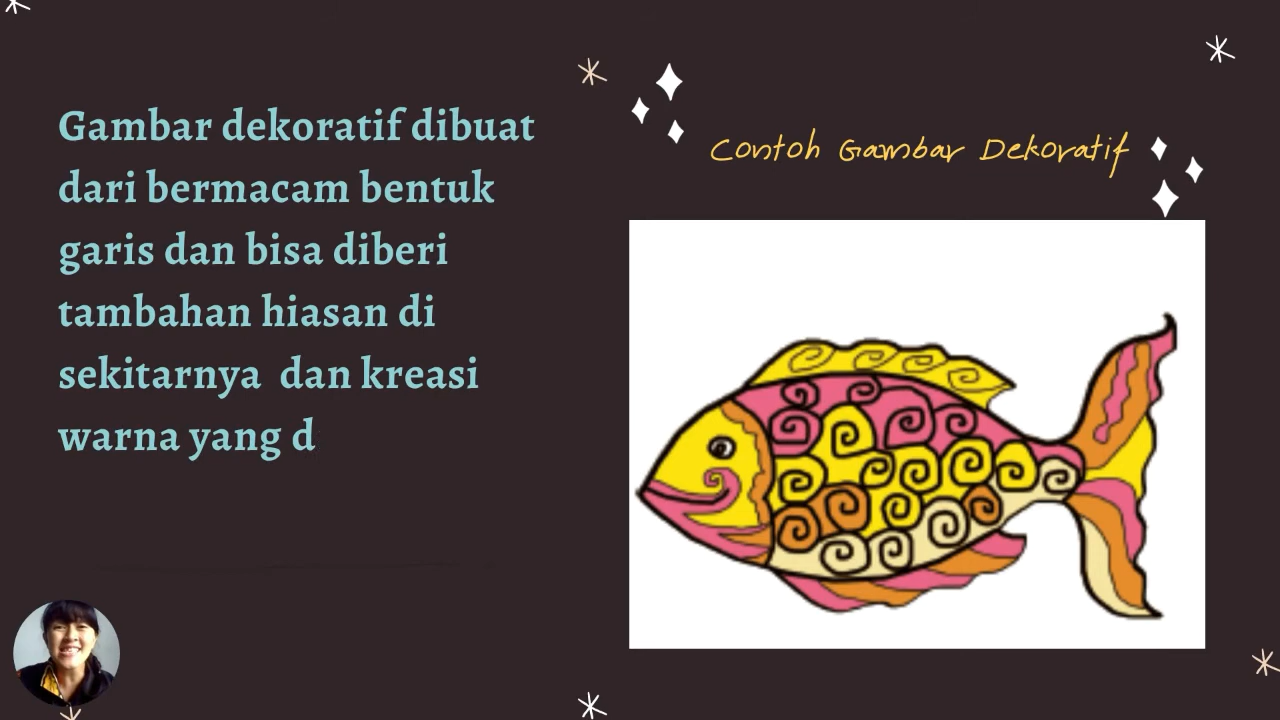 Gambar dekoratif dibuat
dari bermacam bentuk
garis dan bisa diberi
tambahan hiasan di
sekitarnya  dan kreasi
warna yang d
Contoh Gambar Dekoratif